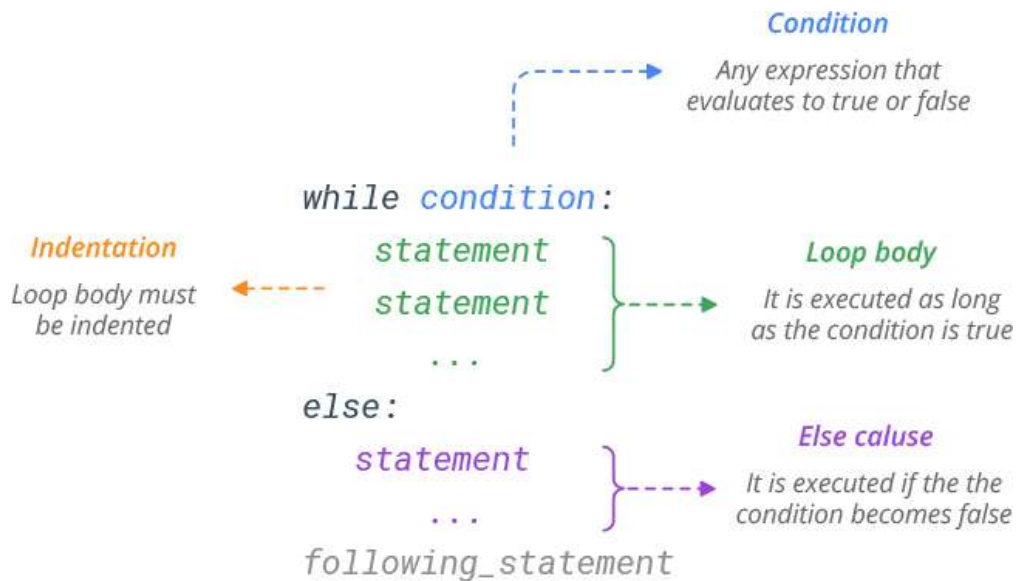 Condition
Any expression that
evaluates to true or false
while condition:
Indentation
Loop body must
be indented
statement
statement
...
Loop body
It is executed as long
as the condition is true
else:
statement
...
Else caluse
It is executed if the the
condition becomes false
following_statement